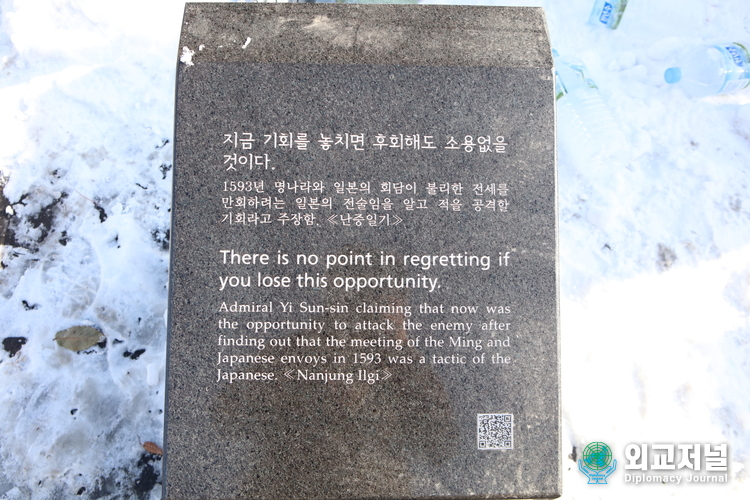 지금 기회를 놓치면 후회해도 소용없을
것이다.
1593년 명나라와 일본의 회담이 불리한 전세를
만회하려는 일본의 전술임을 알고 적을 공격할
기회라고 주장함. ≪난중일기≫
There is no point in regretting if
you lose this opportunity.
Admiral Yi Sun-sin claiming that now was
the opportunity to attack the enemy after
finding out that the meeting of the Ming and
Japanese envoys in 1593 was a tactic of the
Japanese. ≪Nanjung Ilgi≫
외교저널
Diplomacy Journal